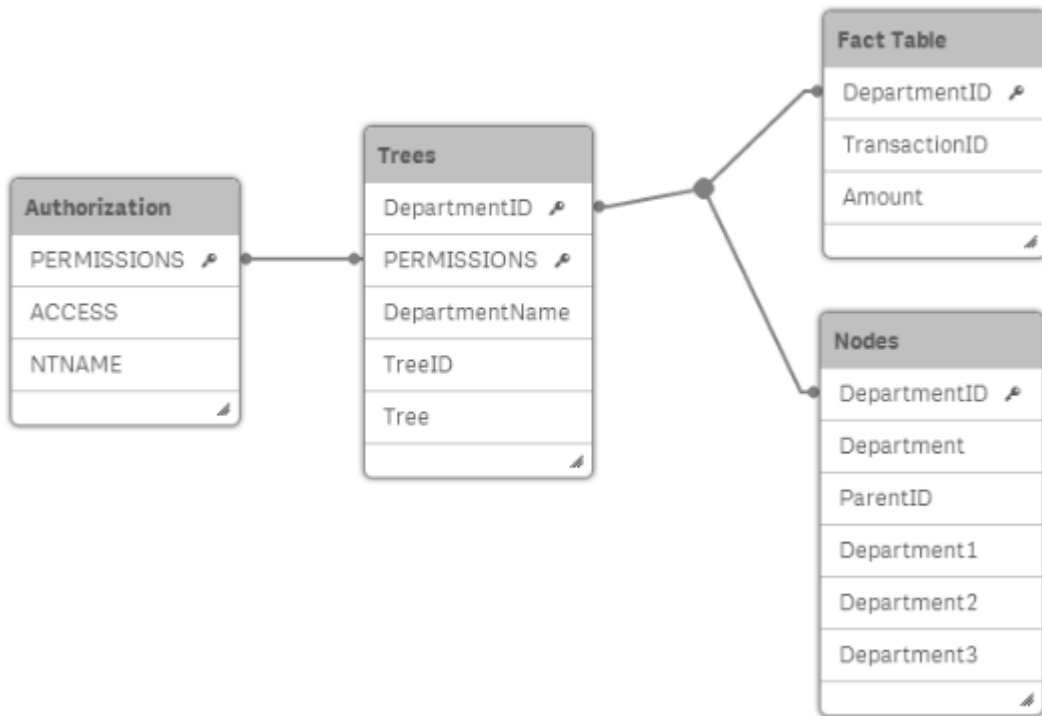 Authorization
PERMISSIONS
ACCESS
NTNAME
Trees
DepartmentID
PERMISSIONS
DepartmentName
TreeID
Tree
Fact Table
DepartmentID
TransactionID
Amount
Nodes
DepartmentID
Department
ParentID
Department1
Department2
Department3